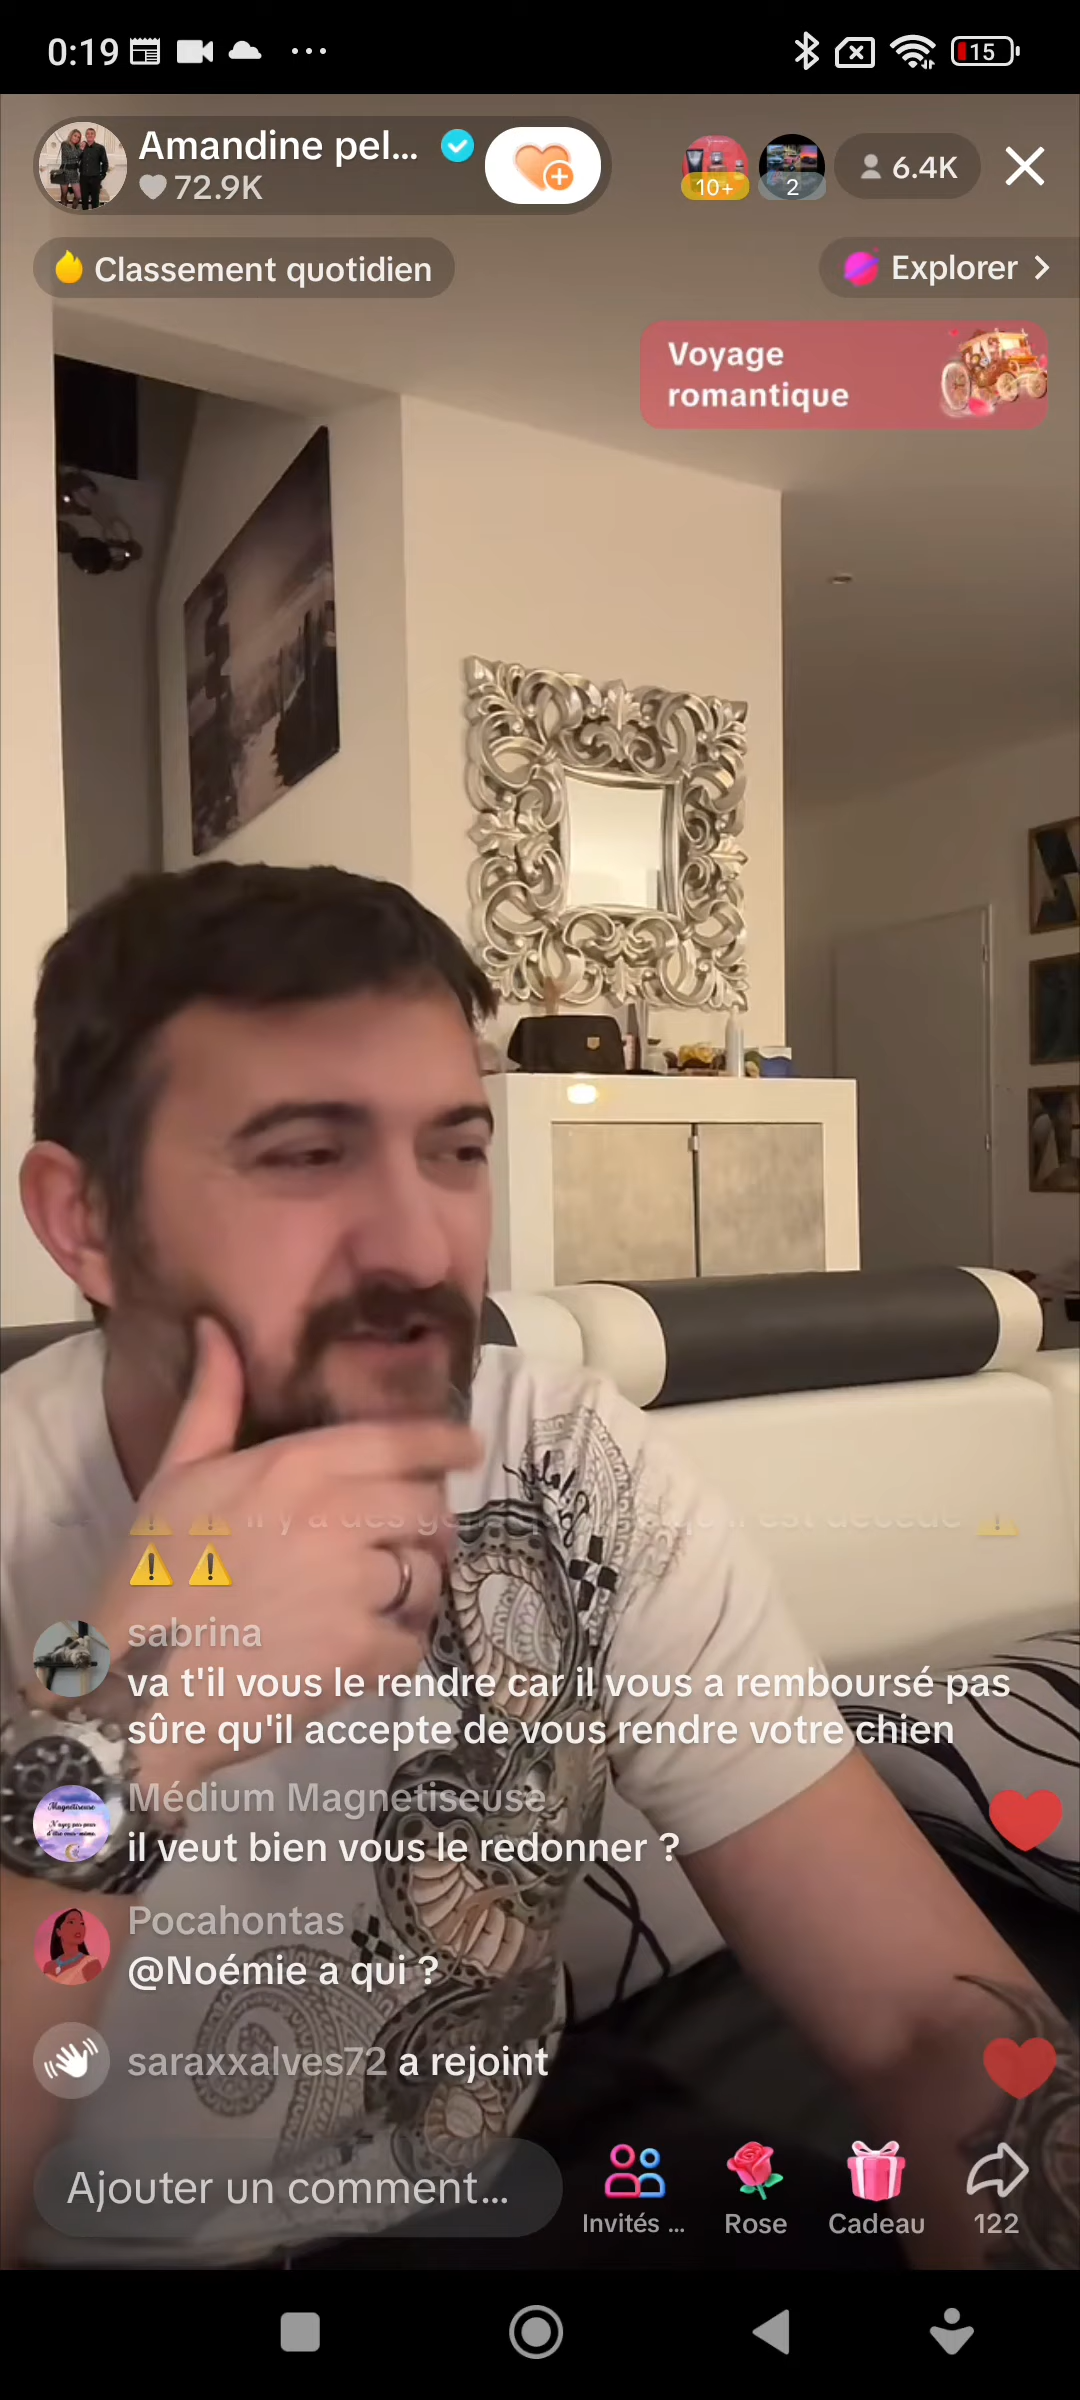 0:19
15
Amandine pel...
72.9K
10+
2
6.4K
Classement quotidien
Explorer
Voyage
romantique
il y a des
sabrina
va t'il vous le rendre car il vous a remboursé pas
sûre qu'il accepte de vous rendre votre chien
Médium Magnetiseuse
il veut bien vous le redonner ?
Pocahontas
@Noémie a qui ?
saraxxalves72 a rejoint
Ajouter un comment...
Invités ...
Rose
Cadeau
122